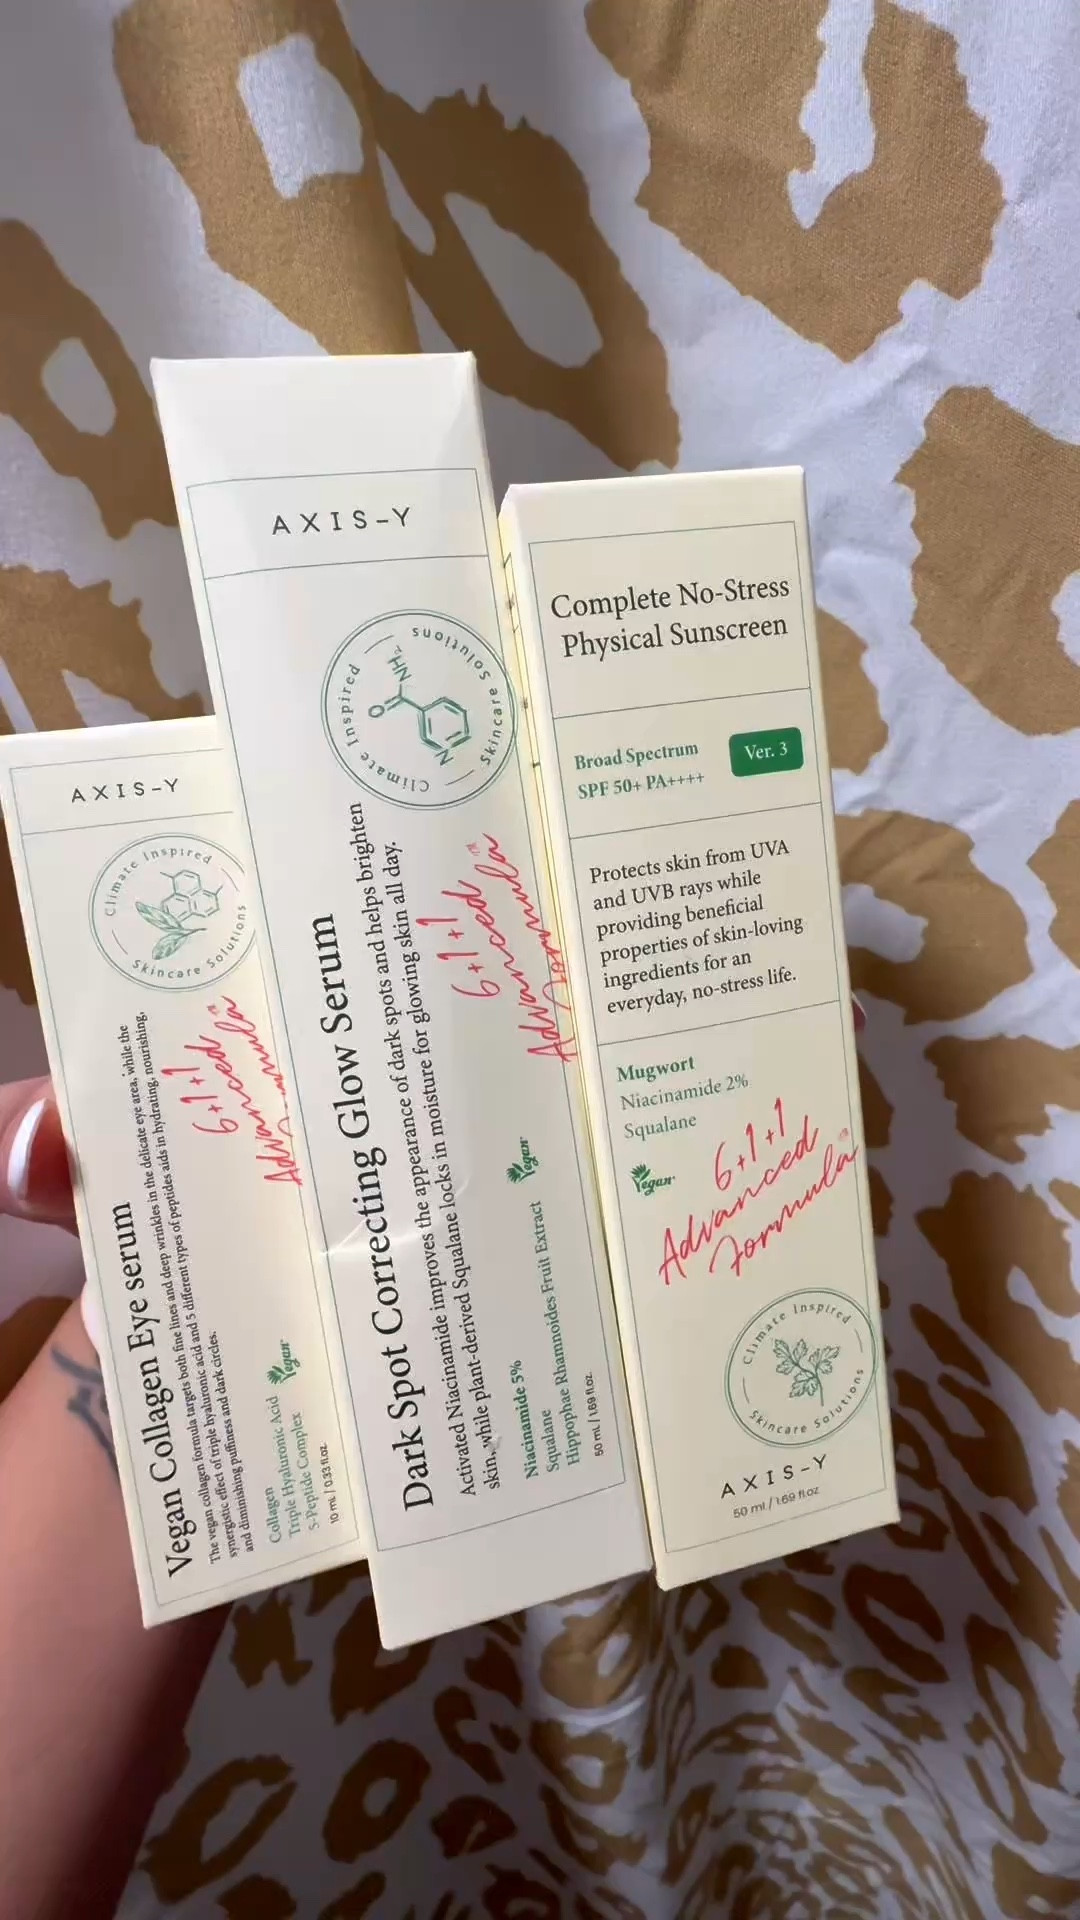 AXIS-Y
Climate Inspired
Skincare Solutions
6+1+1
Advanced
Formula
Vegan Collagen Eye serum
The vegan collagen formula targets both fine lines and deep wrinkles in the delicate eye area, while the
synergistic effect of triple hyaluronic acid and 5 different types of peptides aids in hydrating, nourishing,
and diminishing puffiness and dark circles.
Collagen
Triple Hyaluronic Acid
5-Peptide Complex
Vegan
10 ml / 0.33 fl.oz
AXIS-Y
Climate Inspired
Skincare Solutions
O
NH₂
N
6+1+1
Advanced
Formula
TM
Dark Spot Correcting Glow Serum
Activated Niacinamide improves the appearance of dark spots and helps brighten
skin, while plant-derived Squalane locks in moisture for glowing skin all day.
Niacinamide 5%
Squalane
Hippophae Rhamnoides Fruit Extract
Vegan
50 ml / 1.69 fl.oz
Complete No-Stress
Physical Sunscreen
Broad Spectrum
SPF 50+ PA++++
Ver. 3
Protects skin from UVA
and UVB rays while
providing beneficial
properties of skin-loving
ingredients for an
everyday, no-stress life.
Mugwort
Niacinamide 2%
Squalane
Vegan
6+1+1
Advanced
Formula
Climate Inspired
Skincare Solutions
AXIS-Y
50 ml / 1.69 fl.oz